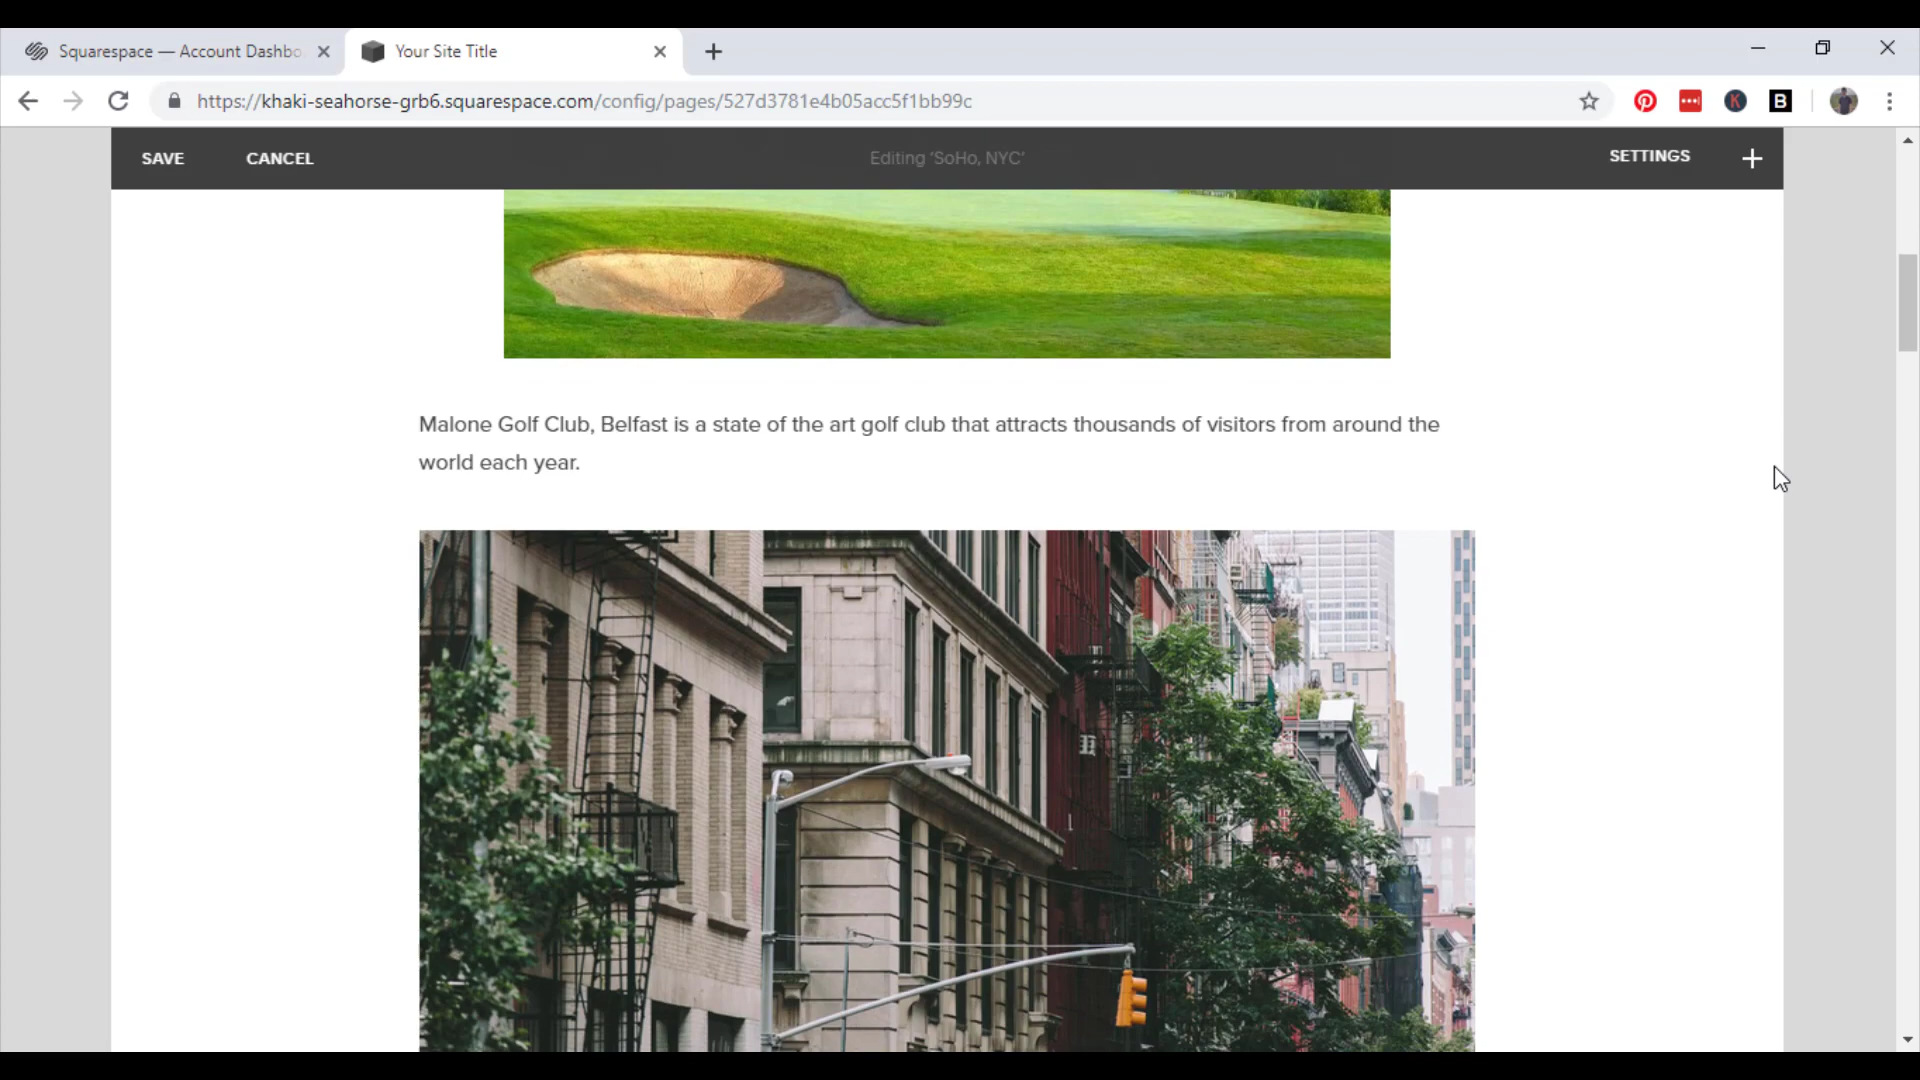 Squarespace — Account Dashbo
Your Site Title
https://khaki-seahorse-grb6.squarespace.com/config/pages/527d3781e4b05acc5f1bb99c
K
B
SAVE
CANCEL
Editing 'SoHo, NYC'
SETTINGS
Malone Golf Club, Belfast is a state of the art golf club that attracts thousands of visitors from around the
world each year.